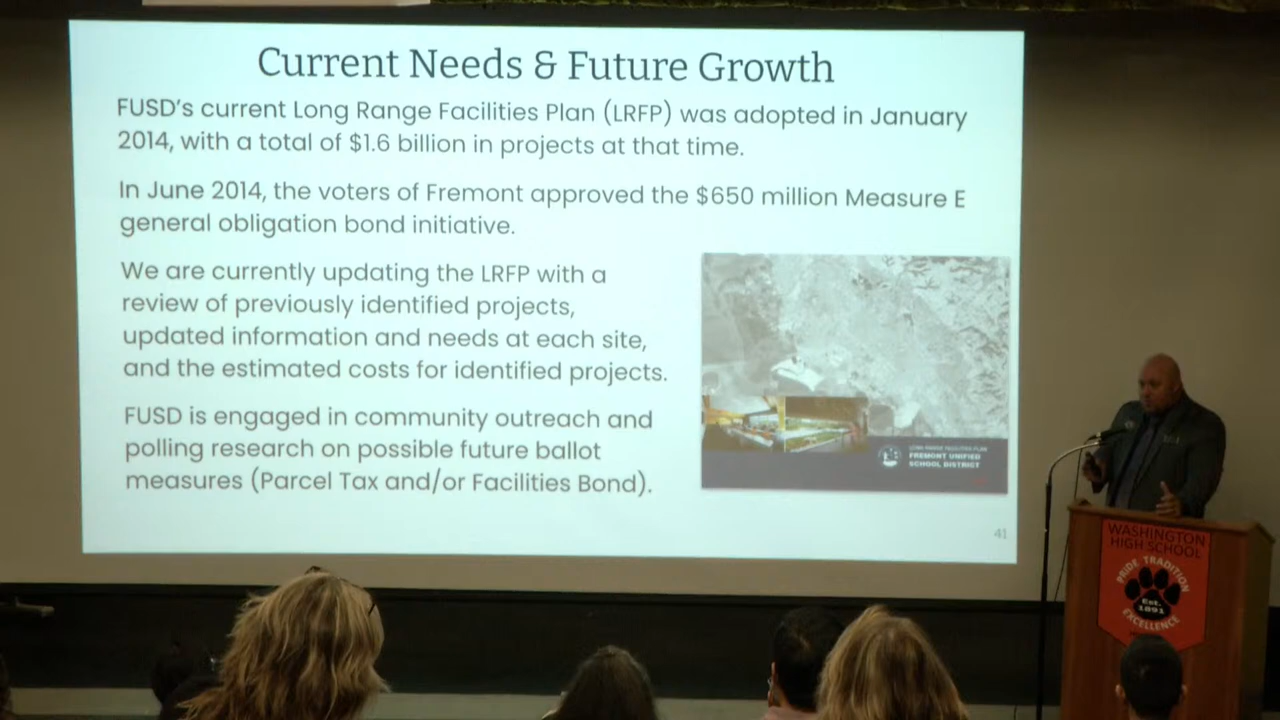 Current Needs & Future Growth
FUSD's current Long Range Facilities Plan (LRFP) was adopted in January
2014, with a total of $1.6 billion in projects at that time.
In June 2014, the voters of Fremont approved the $650 million Measure E
general obligation bond initiative.
We are currently updating the LRFP with a
review of previously identified projects,
updated information and needs at each site,
and the estimated costs for identified projects.
FUSD is engaged in community outreach and
polling research on possible future ballot
measures (Parcel Tax and/or Facilities Bond).
LONG RANGE FACILITIES PLAN
FREMONT UNIFIED
SCHOOL DISTRICT
41
WASHINGTON
HIGH SCHOOL
PRIDE TRADITION
Est.
1891
EXCELLENCE